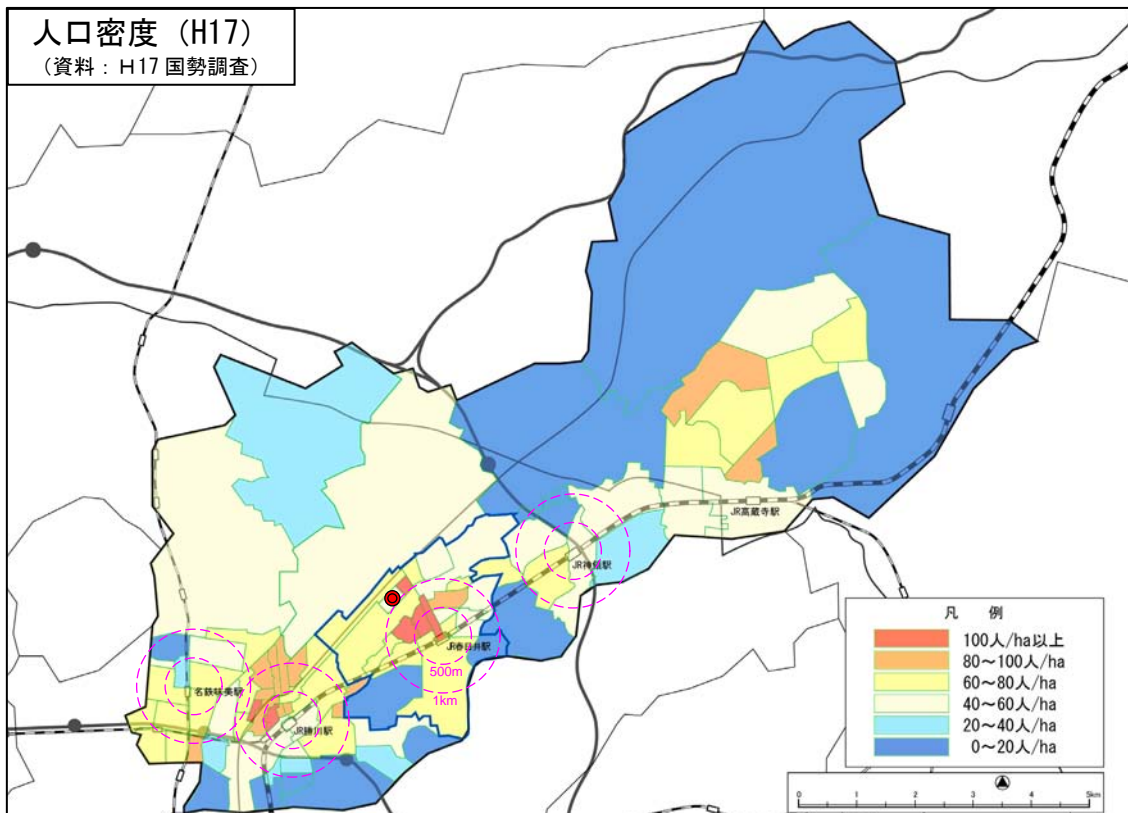 人口密度（H17）
（資料：H17 国勢調査）
JR高蔵寺駅
JR神領駅
JR春日井駅
500m
1km
名鉄味美駅
JR勝川駅
凡 例
100人/ha以上
80～100人/ha
60～80人/ha
40～60人/ha
20～40人/ha
0～20人/ha
0 1 2 3 4 5km